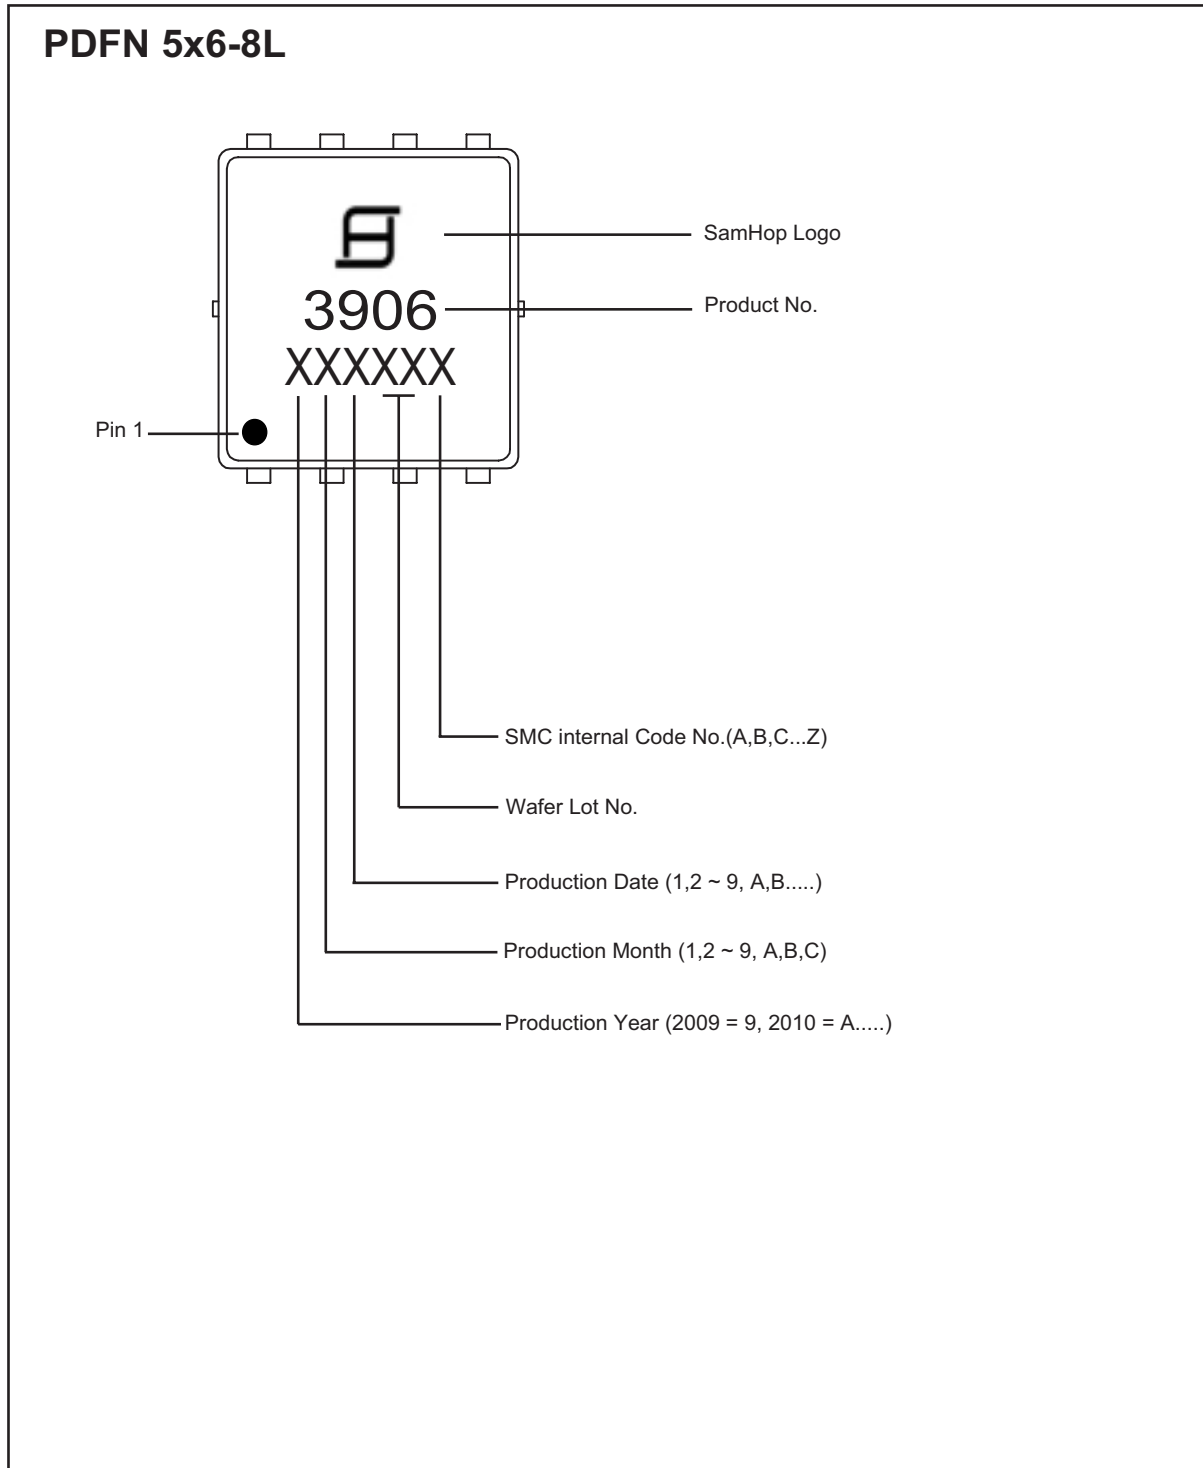 PDFN 5x6-8L
SamHop Logo
3906
Product No.
XXXXXX
Pin 1
SMC internal Code No.(A,B,C...Z)
Wafer Lot No.
Production Date (1,2 ~ 9, A,B.....)
Production Month (1,2 ~ 9, A,B,C)
Production Year (2009 = 9, 2010 = A.....)